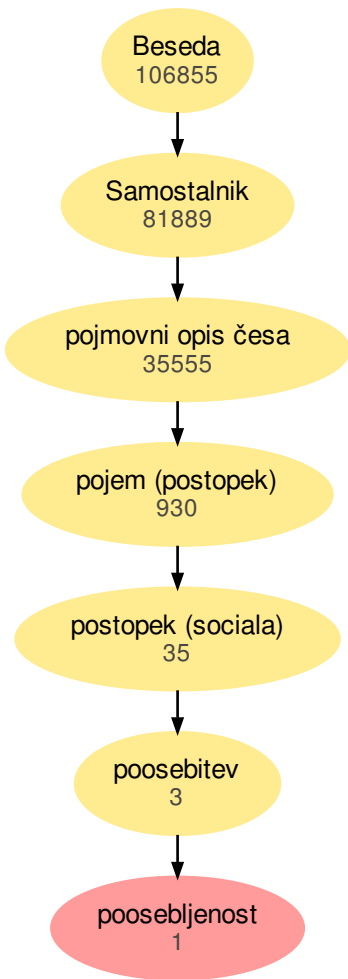 Beseda
106855
Samostalnik
81889
pojmovni opis česa
35555
pojem (postopek)
930
postopek (sociala)
35
poosebitev
3
poosebljenost
1